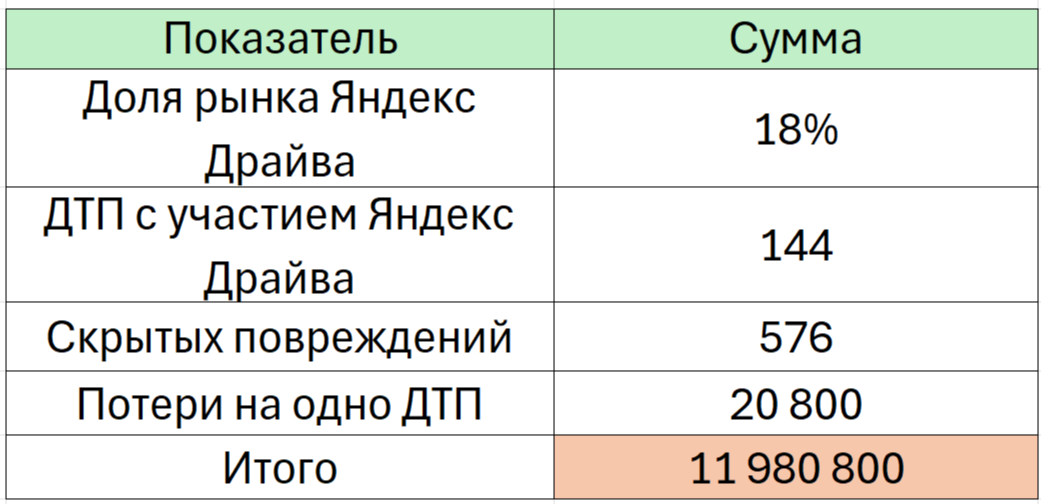 Показатель Сумма
Доля рынка Яндекс
Драйва 18%
ДТП с участием Яндекс
Драйва 144
Скрытых повреждений 576
Потери на одно ДТП 20 800
Итого 11 980 800